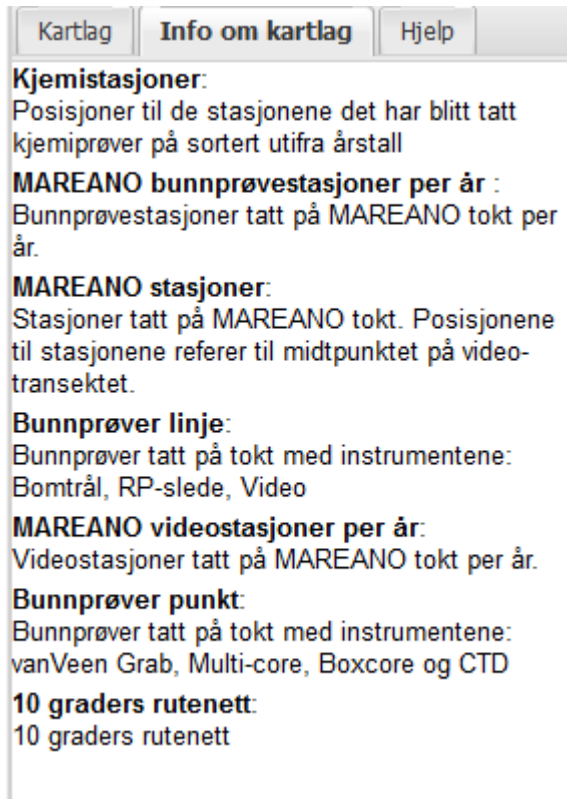 Kartlag Info om kartlag Hjelp
Kjemistasjoner:
Posisjoner til de stasjonene det har blitt tatt
kjemiprøver på sortert utifra årstall
MAREANO bunnprøvestasjoner per år :
Bunnprøvestasjoner tatt på MAREANO tokt per
år.
MAREANO stasjoner:
Stasjoner tatt på MAREANO tokt. Posisjonene
til stasjonene referer til midtpunktet på video-
transektet.
Bunnprøver linje:
Bunnprøver tatt på tokt med instrumentene:
Bomtrål, RP-slede, Video
MAREANO videostasjoner per år:
Videostasjoner tatt på MAREANO tokt per år.
Bunnprøver punkt:
Bunnprøver tatt på tokt med instrumentene:
vanVeen Grab, Multi-core, Boxcore og CTD
10 graders rutenett:
10 graders rutenett